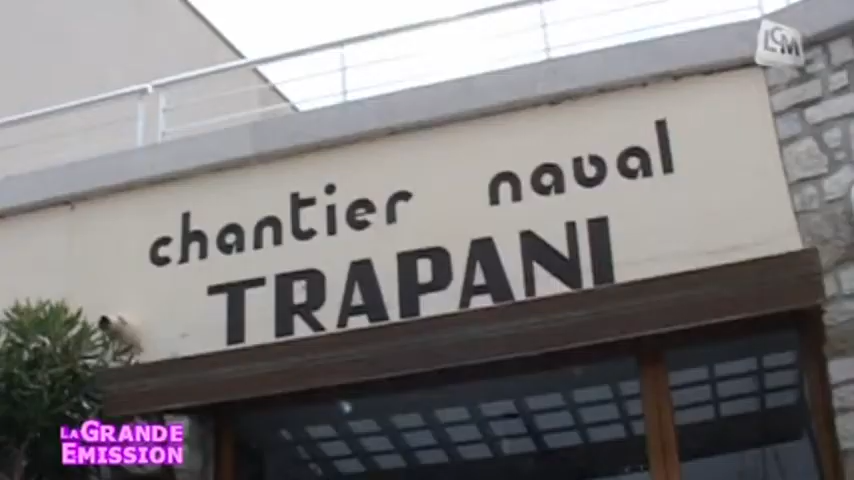 LCM
chantier naval
TRAPANI
LA GRANDE
EMISSION